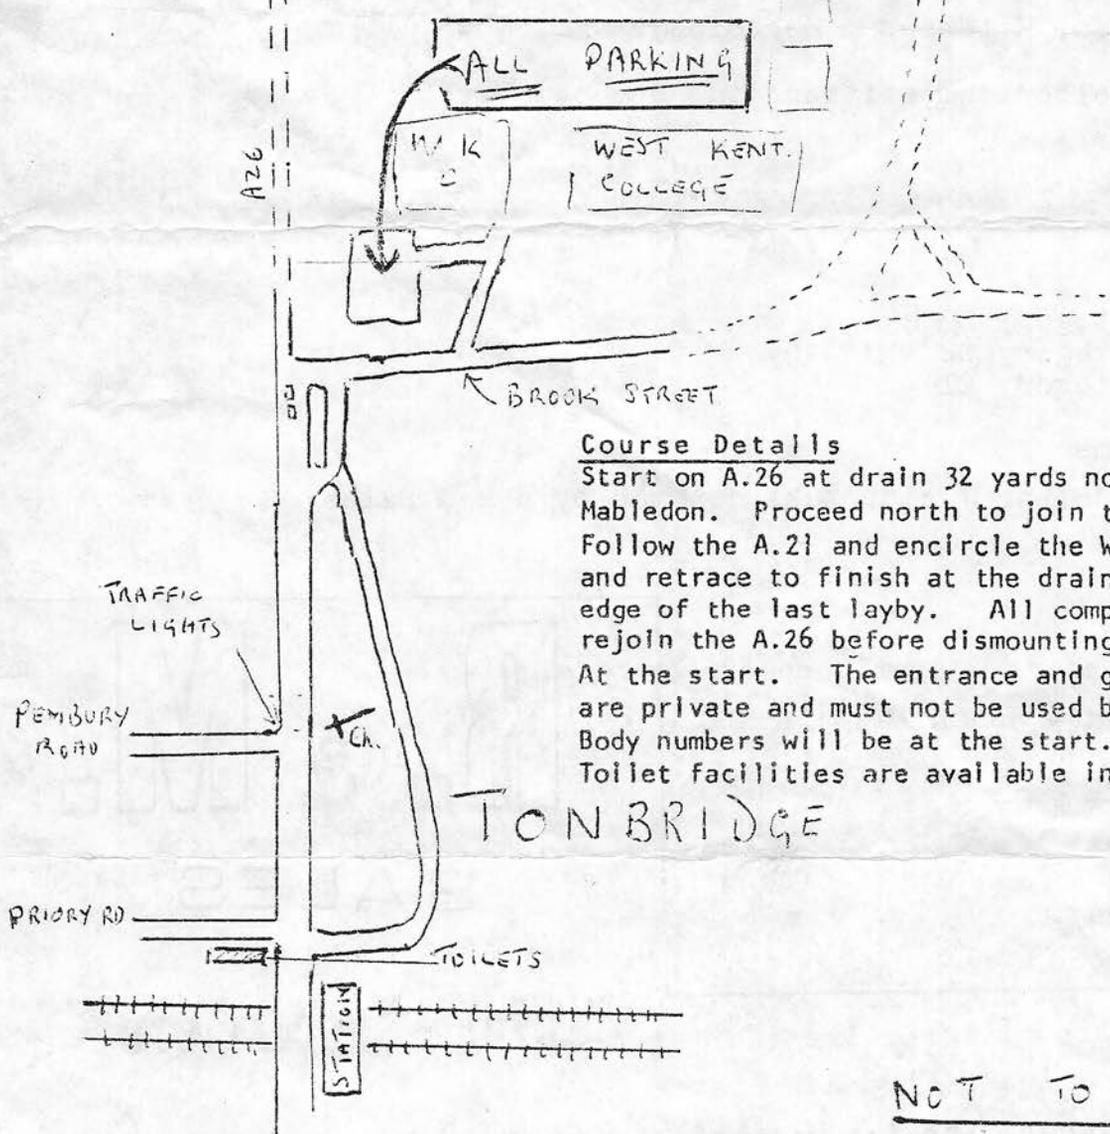 ALL PARKING
A26
W K
C
WEST KENT
COLLEGE
BROOK STREET
Course Details
Start on A.26 at drain 32 yards no
Mabledon. Proceed north to join t
Follow the A.21 and encircle the W
and retrace to finish at the drain
edge of the last layby. All comp
rejoin the A.26 before dismounting
At the start. The entrance and g
are private and must not be used b
Body numbers will be at the start.
Toilet facilities are available in
TRAFFIC
LIGHTS
PEMBURY
ROAD
Ch.
TONBRIDGE
PRIORY RD
TOILETS
STATION
NOT TO